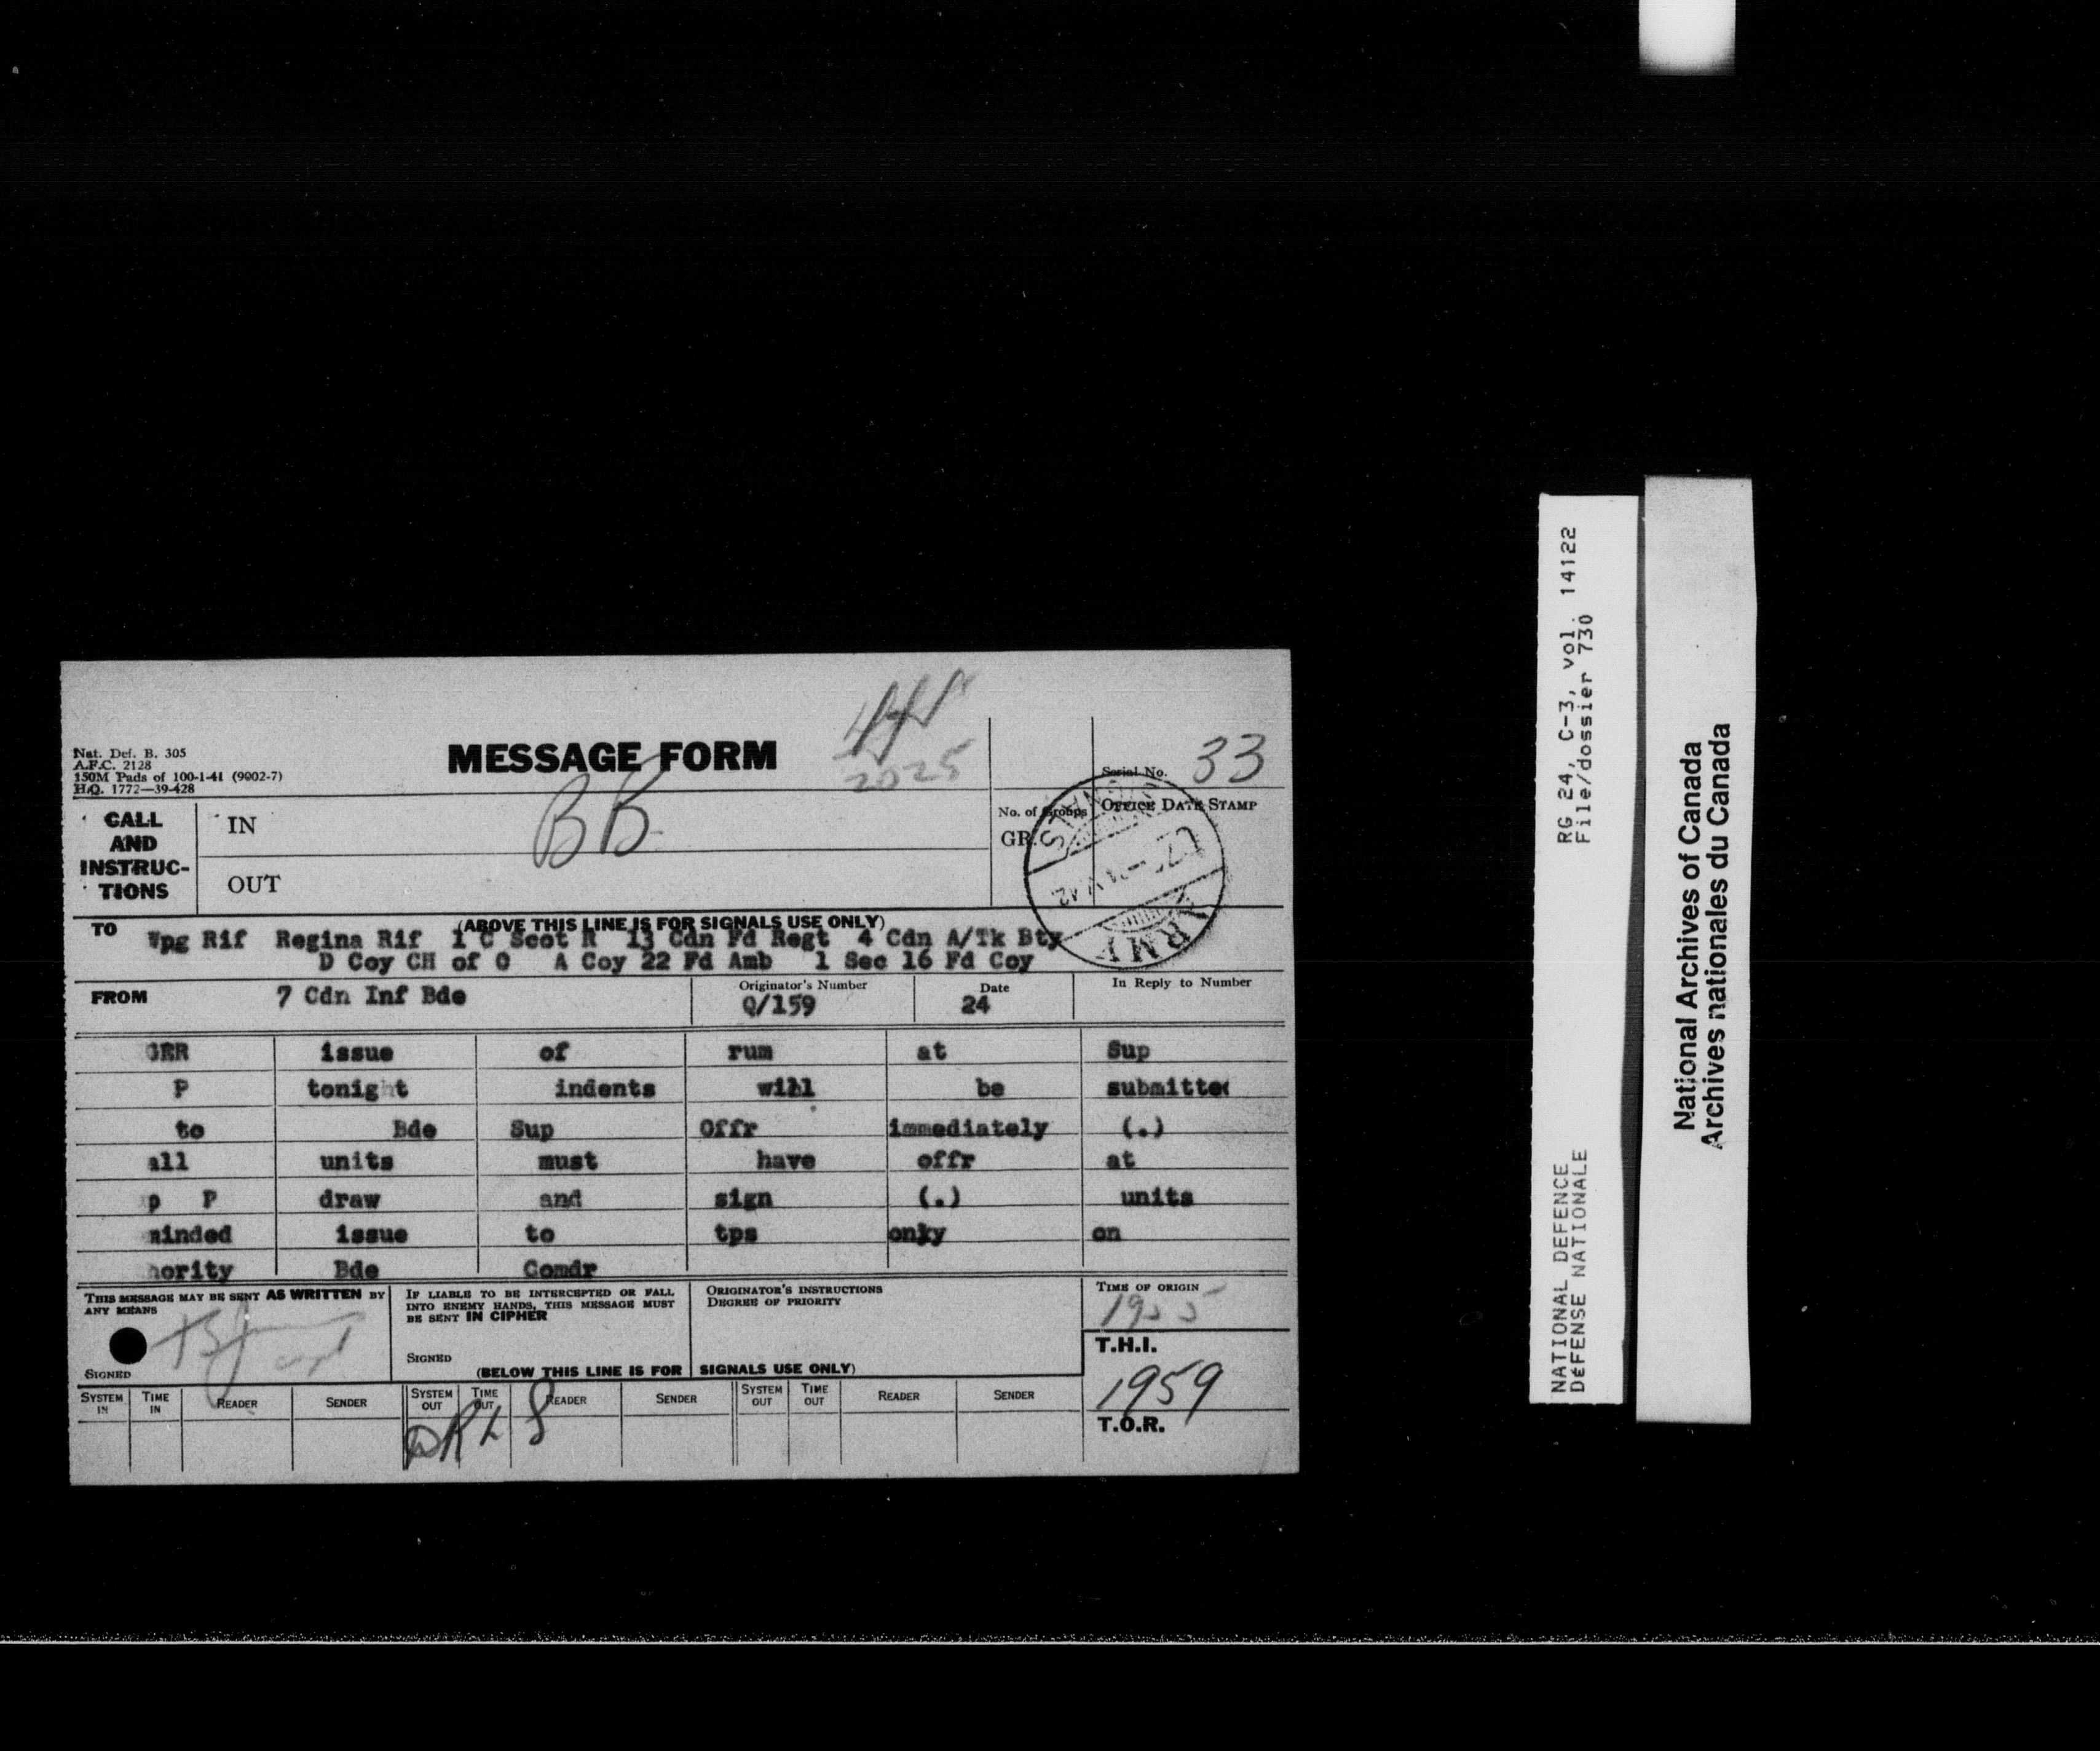 MESSAGE FORM
Nat. Def. B. 305
A.F.C. 2128
150M Pads of 100-1-41 (9002-7)
H.Q. 1772—39-428
2025
Serial No. 33
CALL AND INSTRUC-TIONS
IN
BB
OUT
No. of Groups
GR.
OFFICE DATE STAMP
SIGNALS
ARMY
(ABOVE THIS LINE IS FOR SIGNALS USE ONLY)
TO Wpg Rif Regina Rif 1 C Scot R 13 Cdn Fd Regt 4 Cdn A/Tk Bty
D Coy CH of O A Coy 22 Fd Amb 1 Sec 16 Fd Coy
FROM 7 Cdn Inf Bde
Originator's Number Q/159
Date 24
In Reply to Number
issue of rum at Sup
P tonight indents will be submitted
to Bde Sup Offr immediately (.)
all units must have offr at
p P draw and sign (.) units
minded issue to tps only on
hority Bde Comdr
THIS MESSAGE MAY BE SENT AS WRITTEN BY
ANY MEANS
SIGNED
IF LIABLE TO BE INTERCEPTED OR FALL
INTO ENEMY HANDS, THIS MESSAGE MUST
BE SENT IN CIPHER
SIGNED
ORIGINATOR'S INSTRUCTIONS
DEGREE OF PRIORITY
TIME OF ORIGIN
1955
T.H.I.
1959
T.O.R.
(BELOW THIS LINE IS FOR SIGNALS USE ONLY)
SYSTEM IN TIME IN READER SENDER SYSTEM OUT TIME OUT READER SENDER SYSTEM OUT TIME OUT READER SENDER
DRLS
RG 24, C-3, vol. 14122
File/dossier 730
NATIONAL DEFENCE
DÉFENSE NATIONALE
National Archives of Canada
Archives nationales du Canada